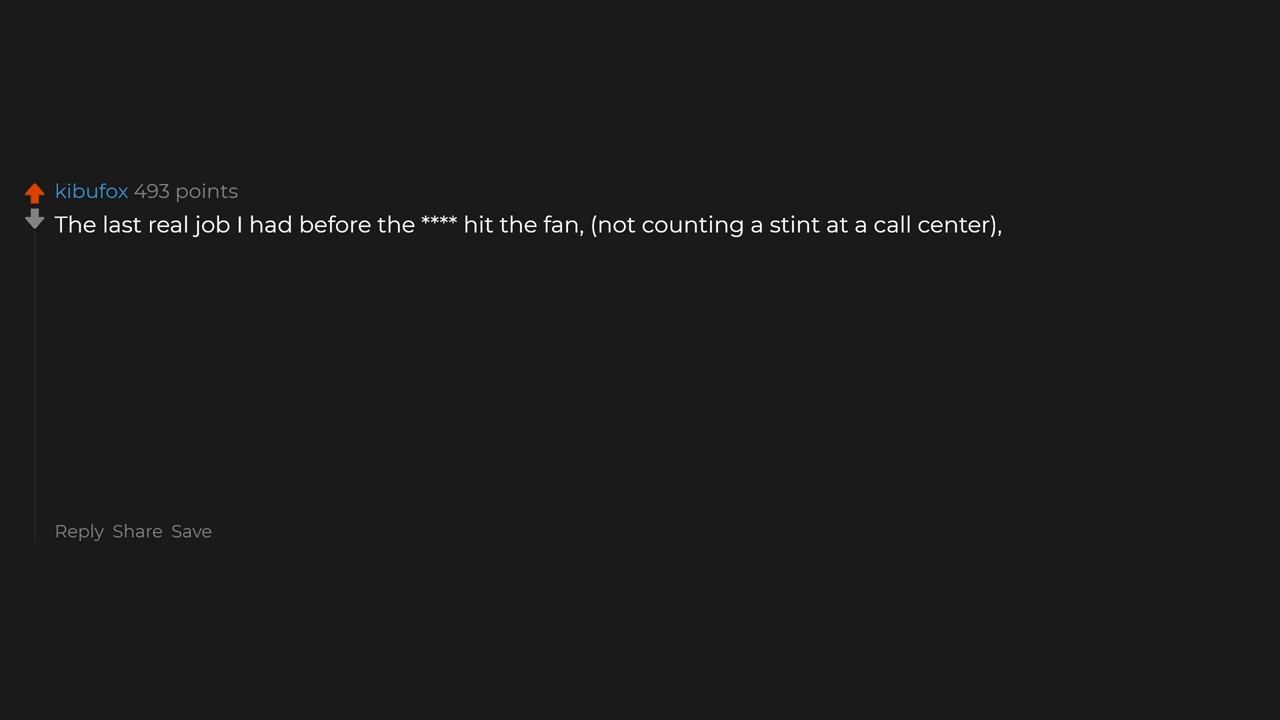 kibufox 493 points
The last real job I had before the **** hit the fan, (not counting a stint at a call center),
Reply Share Save